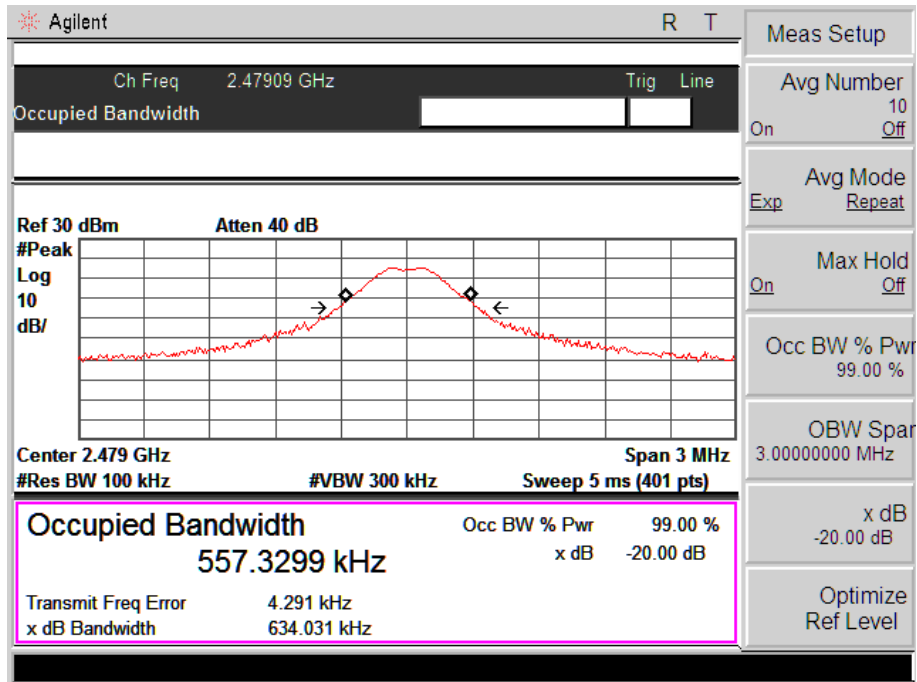 Agilent R T
Ch Freq 2.47909 GHz Trig Line
Occupied Bandwidth
Ref 30 dBm Atten 40 dB
#Peak
Log
10
dB/
Center 2.479 GHz Span 3 MHz
#Res BW 100 kHz #VBW 300 kHz Sweep 5 ms (401 pts)
Occupied Bandwidth Occ BW % Pwr 99.00 %
557.3299 kHz x dB -20.00 dB
Transmit Freq Error 4.291 kHz
x dB Bandwidth 634.031 kHz
Meas Setup
Avg Number
10
On Off
Avg Mode
Exp Repeat
Max Hold
On Off
Occ BW % Pwr
99.00 %
OBW Span
3.00000000 MHz
x dB
-20.00 dB
Optimize
Ref Level